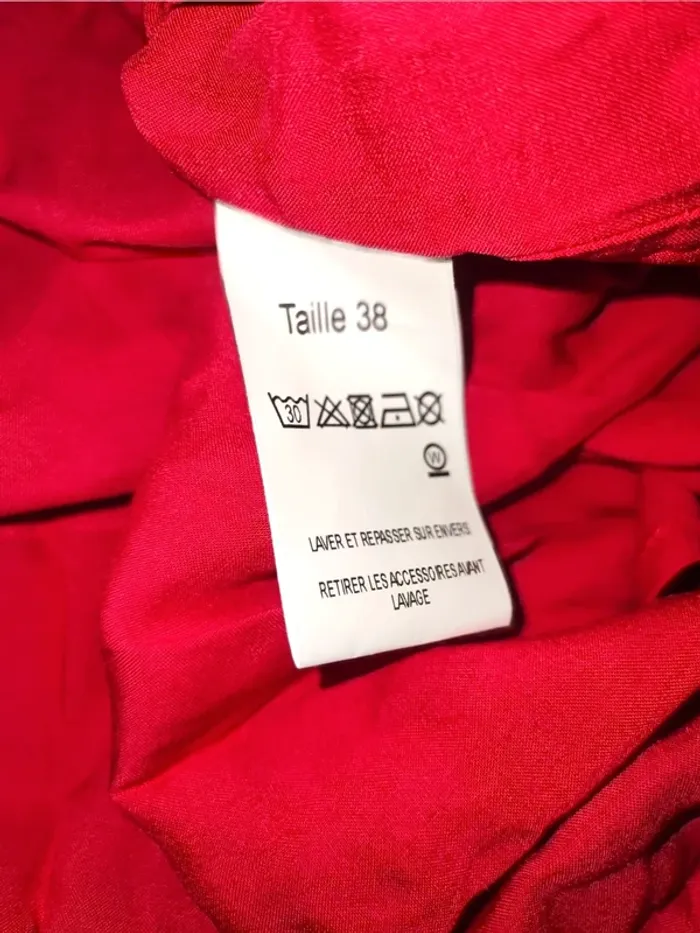 Taille 38
30
W
LAVER ET REPASSER SUR ENVERS
RETIRER LES ACCESSOIRES AVANT
LAVAGE